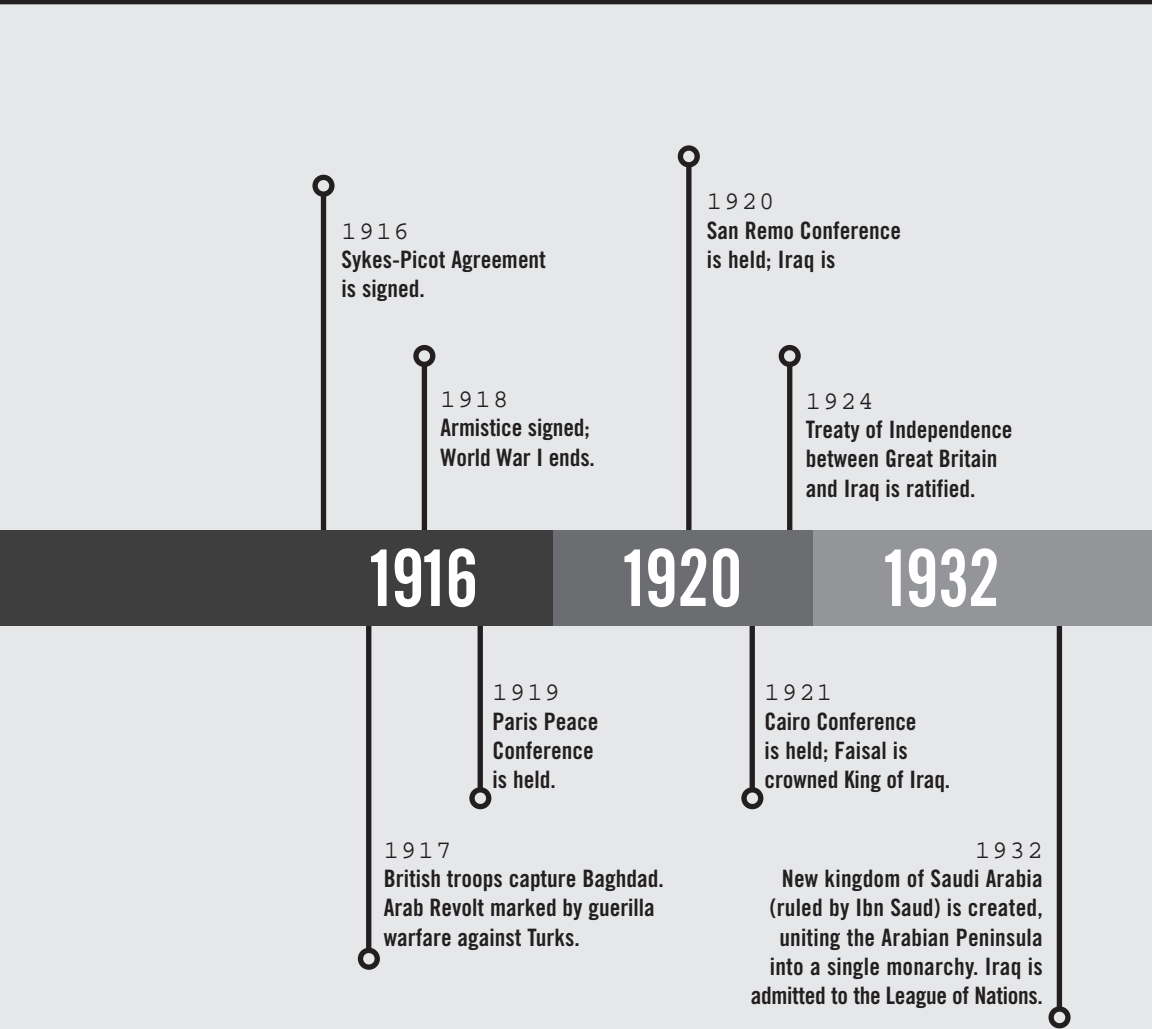 1916
Sykes-Picot Agreement
is signed.
1918
Armistice signed;
World War I ends.
1920
San Remo Conference
is held; Iraq is
1924
Treaty of Independence
between Great Britain
and Iraq is ratified.
1916
1920
1932
1919
Paris Peace
Conference
is held.
1917
British troops capture Baghdad.
Arab Revolt marked by guerilla
warfare against Turks.
1921
Cairo Conference
is held; Faisal is
crowned King of Iraq.
1932
New kingdom of Saudi Arabia
(ruled by Ibn Saud) is created,
uniting the Arabian Peninsula
into a single monarchy. Iraq is
admitted to the League of Nations.